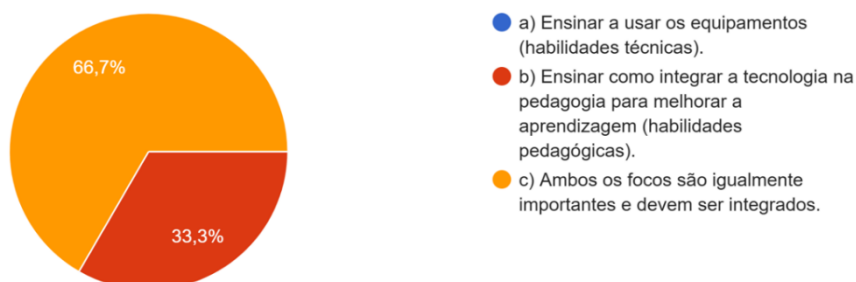 66,7%
33,3%
a) Ensinar a usar os equipamentos
(habilidades técnicas).
b) Ensinar como integrar a tecnologia na
pedagogia para melhorar a
aprendizagem (habilidades
pedagógicas).
c) Ambos os focos são igualmente
importantes e devem ser integrados.